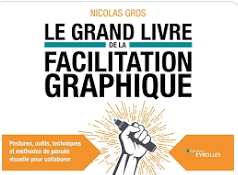 NICOLAS GROS
LE GRAND LIVRE
DE LA
FACILITATION
GRAPHIQUE
Postures, outils, techniques
et méthodes de pensée
visuelle pour collaborer
Éditions
EYROLLES